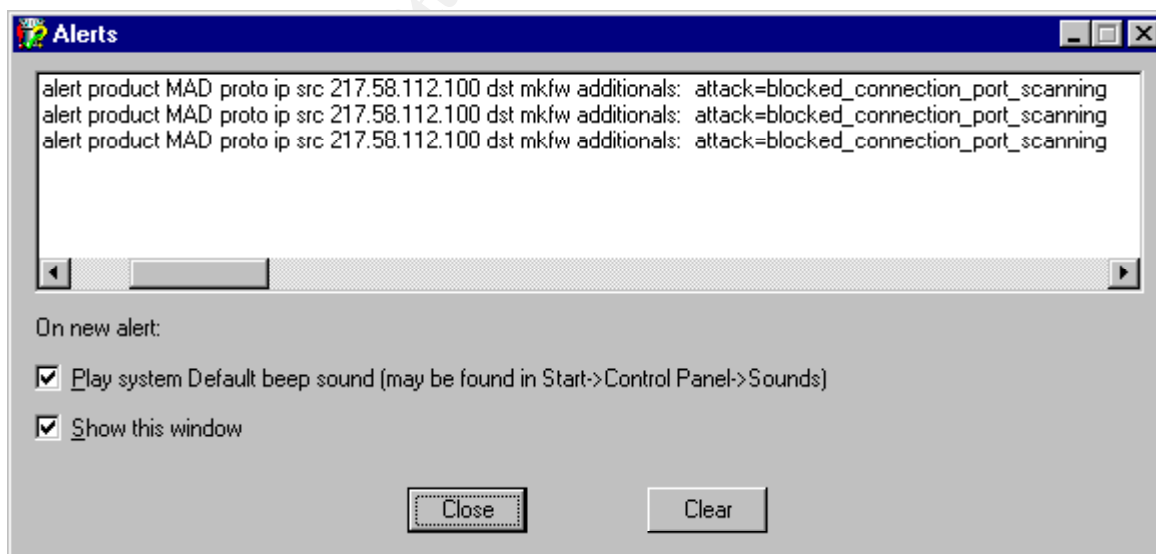 Alerts
alert product MAD proto ip src 217.58.112.100 dst mkfw additionals:  attack=blocked_connection_port_scanning
alert product MAD proto ip src 217.58.112.100 dst mkfw additionals:  attack=blocked_connection_port_scanning
alert product MAD proto ip src 217.58.112.100 dst mkfw additionals:  attack=blocked_connection_port_scanning
On new alert:
Play system Default beep sound (may be found in Start->Control Panel->Sounds)
Show this window
Close Clear